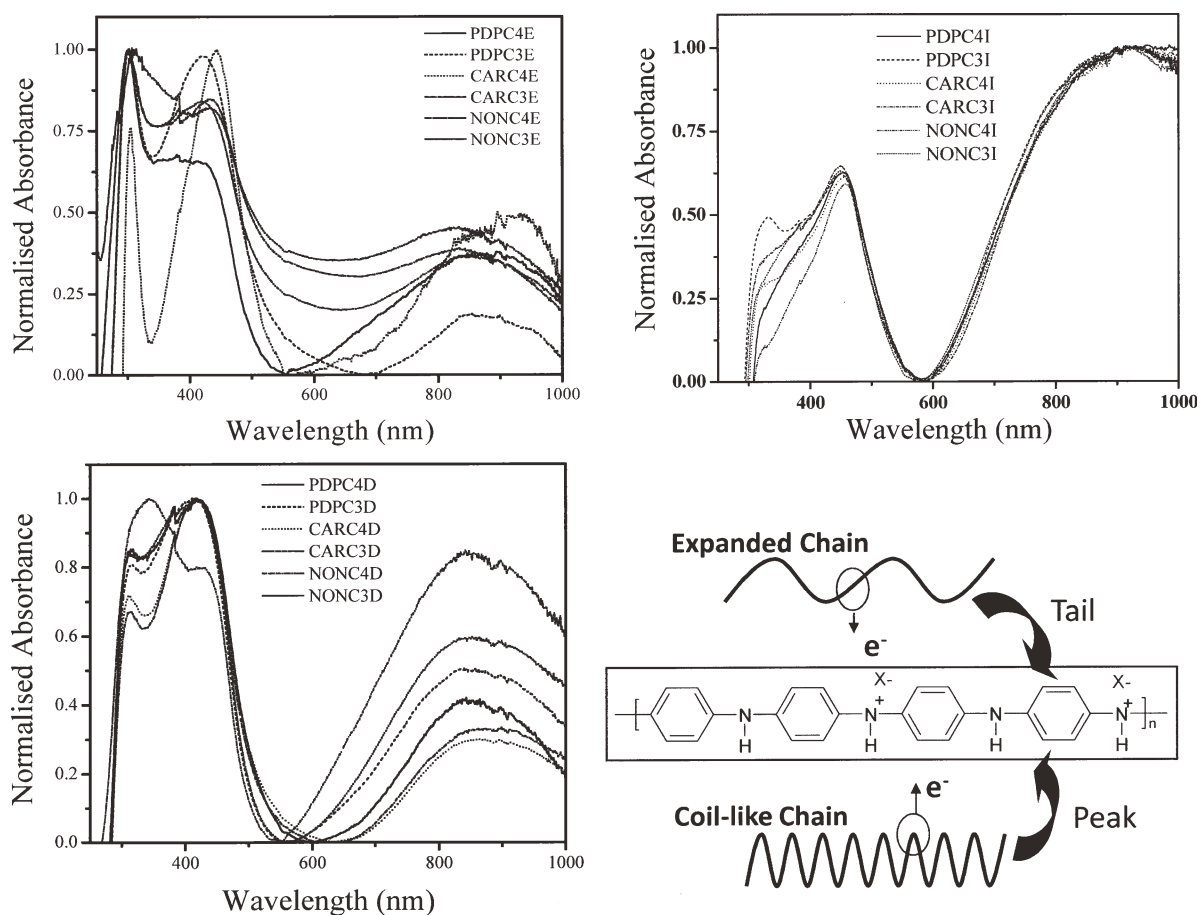 PDPC4E
PDPC3E
CARC4E
CARC3E
NONC4E
NONC3E
1.00
0.75
0.50
0.25
0.00
400
600
800
1000
Normalised Absorbance
Wavelength (nm)
PDPC4I
PDPC3I
CARC4I
CARC3I
NONC4I
NONC3I
1.00
0.75
0.50
0.25
0.00
400
600
800
1000
Normalised Absorbance
Wavelength (nm)
PDPC4D
PDPC3D
CARC4D
CARC3D
NONC4D
NONC3D
1.0
0.8
0.6
0.4
0.2
0.0
400
600
800
1000
Normalised Absorbance
Wavelength (nm)
Expanded Chain
Tail
e-
X-
X-
[ N N+ N N+ ]n
H H H H
e-
Coil-like Chain
Peak